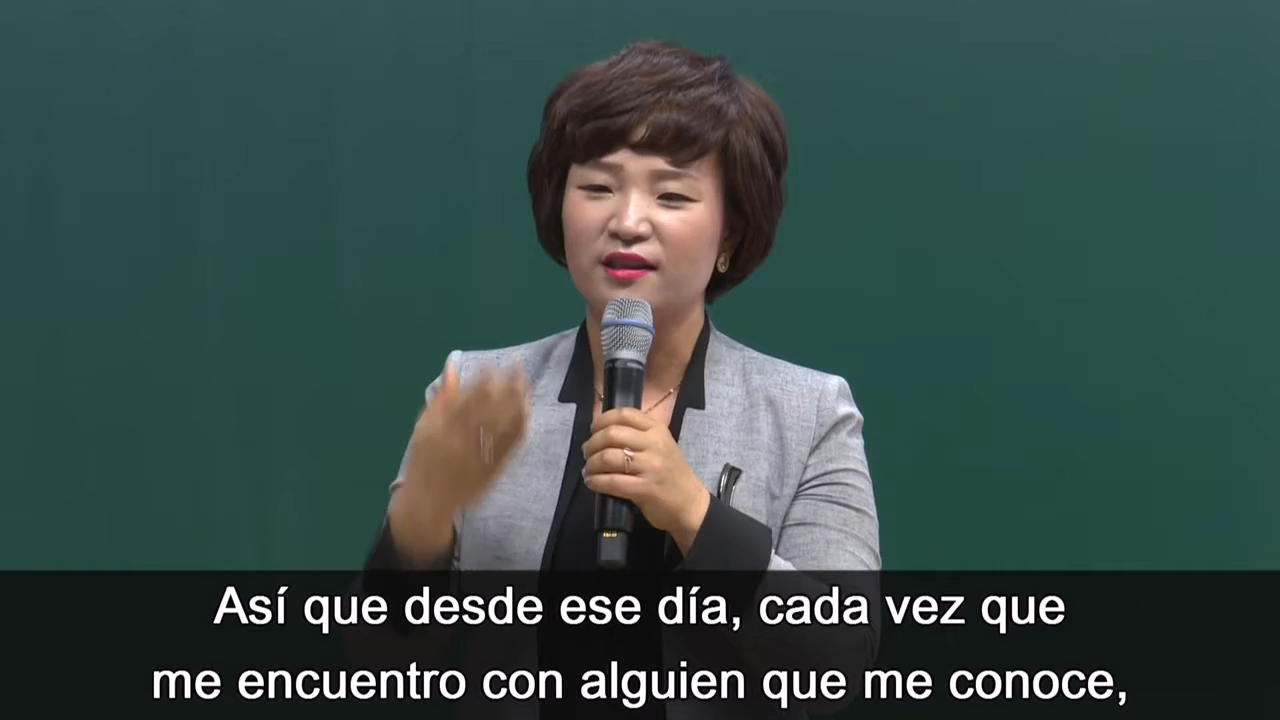 Así que desde ese día, cada vez que
me encuentro con alguien que me conoce,